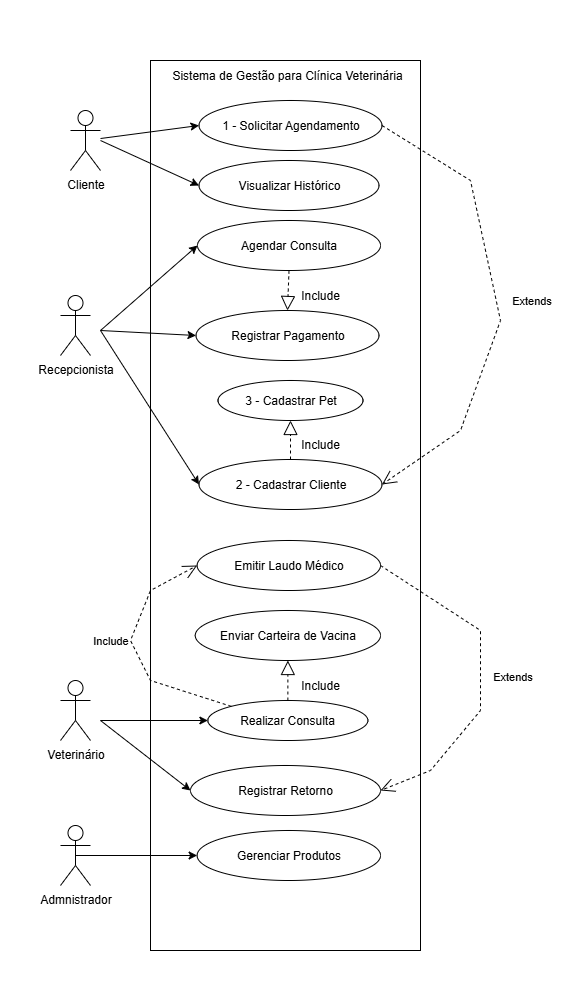 Sistema de Gestão para Clínica Veterinária
1 - Solicitar Agendamento
Cliente
Visualizar Histórico
Agendar Consulta
Include
Extends
Registrar Pagamento
Recepcionista
3 - Cadastrar Pet
Include
2 - Cadastrar Cliente
Emitir Laudo Médico
Enviar Carteira de Vacina
Include
Extends
Include
Realizar Consulta
Veterinário
Registrar Retorno
Gerenciar Produtos
Admnistrador